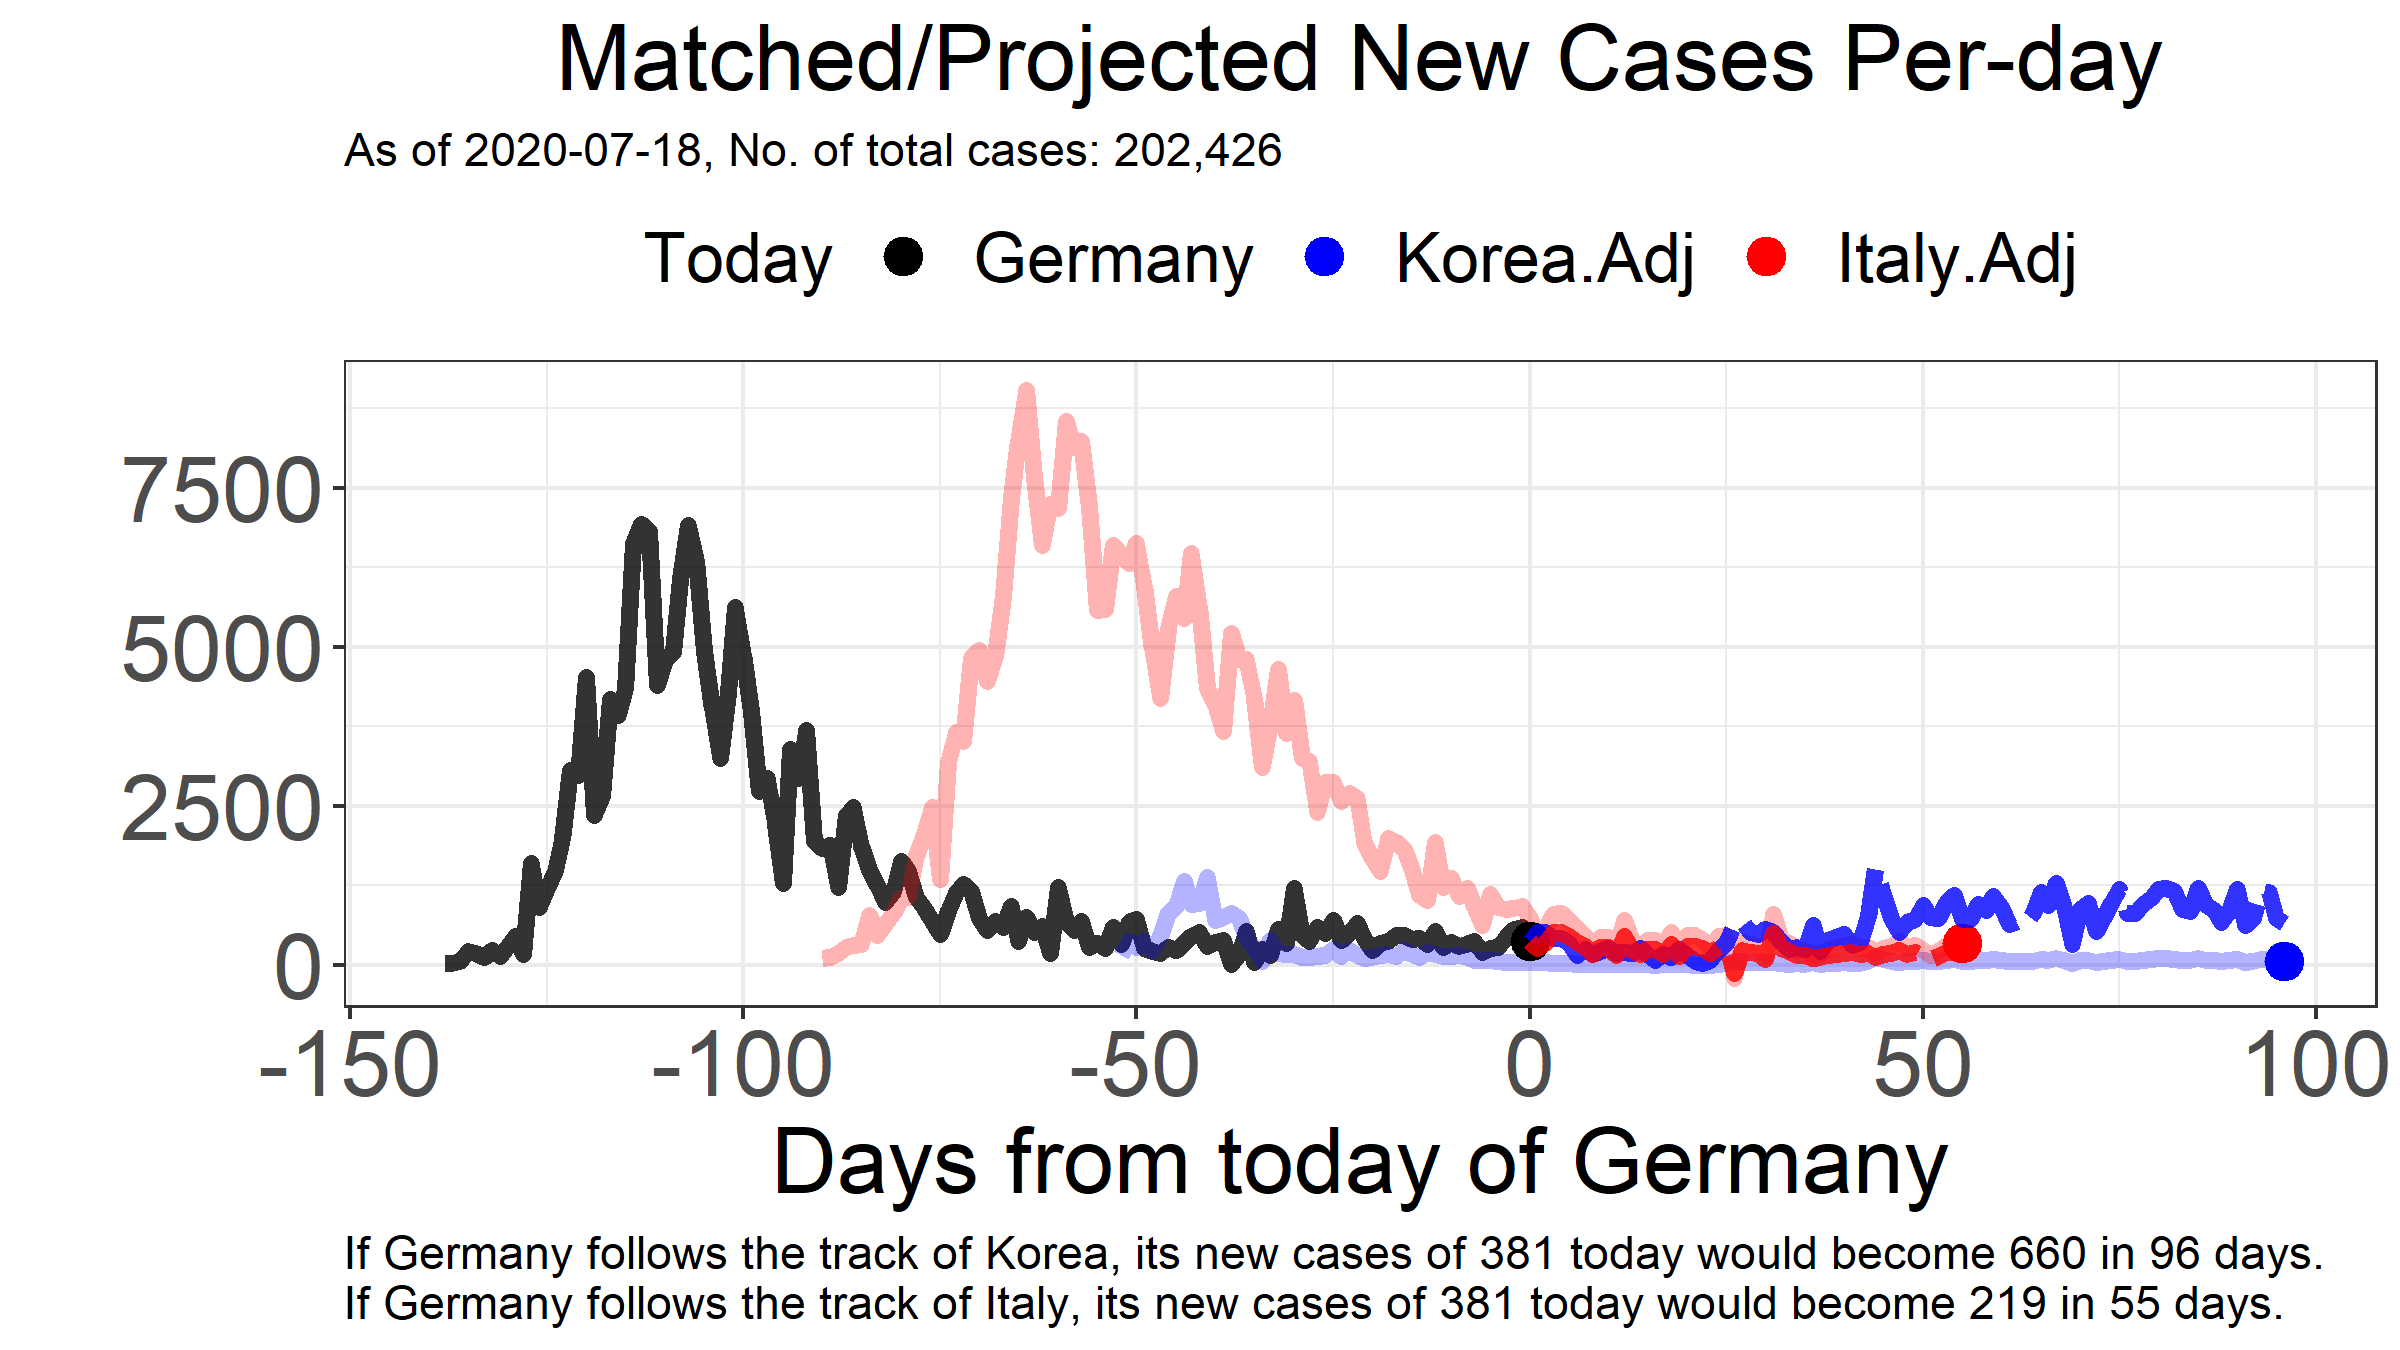 Matched/Projected New Cases Per-day
As of 2020-07-18, No. of total cases: 202,426
Today Germany Korea.Adj Italy.Adj
7500
5000
2500
0
-150 -100 -50 0 50 100
Days from today of Germany
If Germany follows the track of Korea, its new cases of 381 today would become 660 in 96 days.
If Germany follows the track of Italy, its new cases of 381 today would become 219 in 55 days.